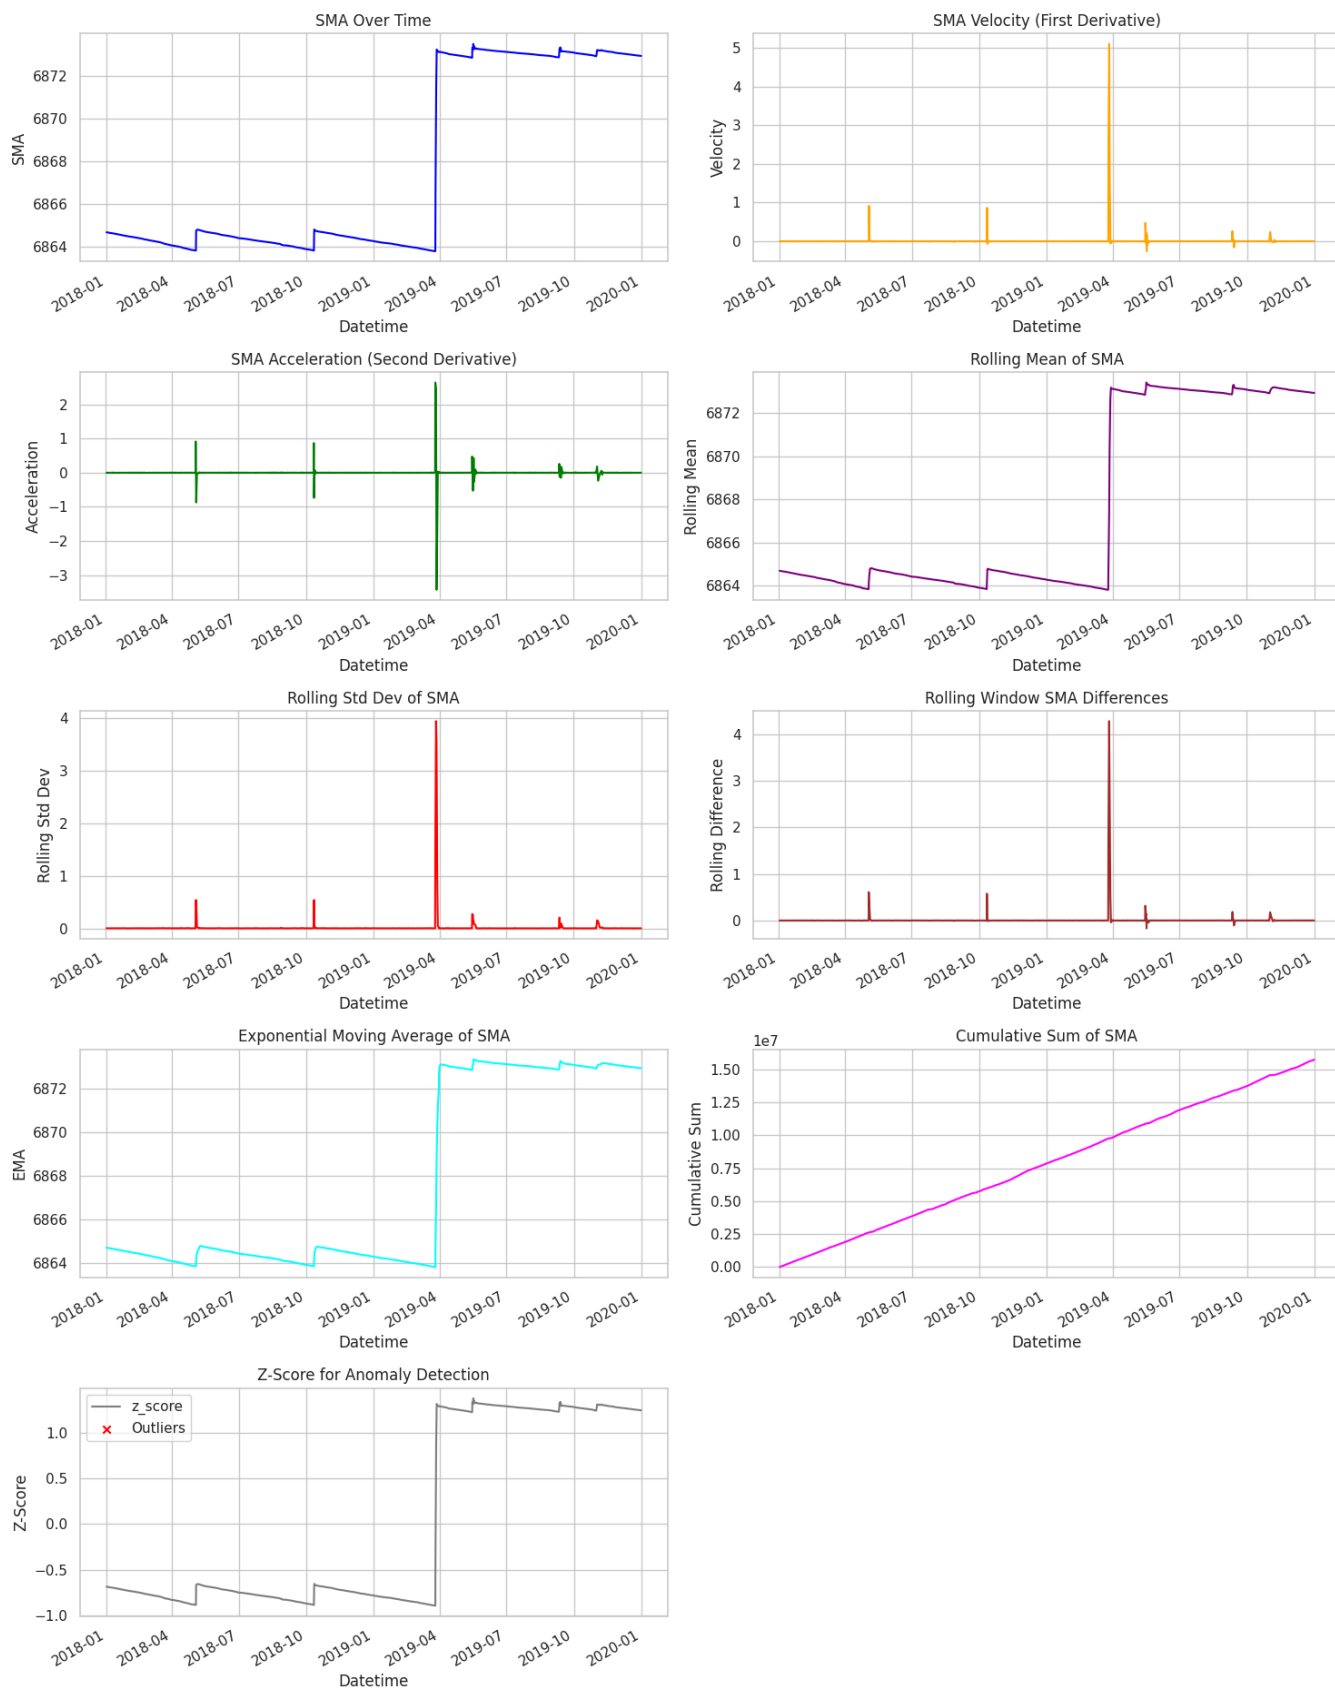 SMA Over Time
SMA
6872
6870
6868
6866
6864
2018-01 2018-04 2018-07 2018-10 2019-01 2019-04 2019-07 2019-10 2020-01
Datetime
SMA Velocity (First Derivative)
Velocity
5
4
3
2
1
0
2018-01 2018-04 2018-07 2018-10 2019-01 2019-04 2019-07 2019-10 2020-01
Datetime
SMA Acceleration (Second Derivative)
Acceleration
2
1
0
−1
−2
−3
2018-01 2018-04 2018-07 2018-10 2019-01 2019-04 2019-07 2019-10 2020-01
Datetime
Rolling Mean of SMA
Rolling Mean
6872
6870
6868
6866
6864
2018-01 2018-04 2018-07 2018-10 2019-01 2019-04 2019-07 2019-10 2020-01
Datetime
Rolling Std Dev of SMA
Rolling Std Dev
4
3
2
1
0
2018-01 2018-04 2018-07 2018-10 2019-01 2019-04 2019-07 2019-10 2020-01
Datetime
Rolling Window SMA Differences
Rolling Difference
4
3
2
1
0
2018-01 2018-04 2018-07 2018-10 2019-01 2019-04 2019-07 2019-10 2020-01
Datetime
Exponential Moving Average of SMA
EMA
6872
6870
6868
6866
6864
2018-01 2018-04 2018-07 2018-10 2019-01 2019-04 2019-07 2019-10 2020-01
Datetime
Cumulative Sum of SMA
1e7
Cumulative Sum
1.50
1.25
1.00
0.75
0.50
0.25
0.00
2018-01 2018-04 2018-07 2018-10 2019-01 2019-04 2019-07 2019-10 2020-01
Datetime
Z-Score for Anomaly Detection
z_score
Outliers
Z-Score
1.0
0.5
0.0
−0.5
−1.0
2018-01 2018-04 2018-07 2018-10 2019-01 2019-04 2019-07 2019-10 2020-01
Datetime